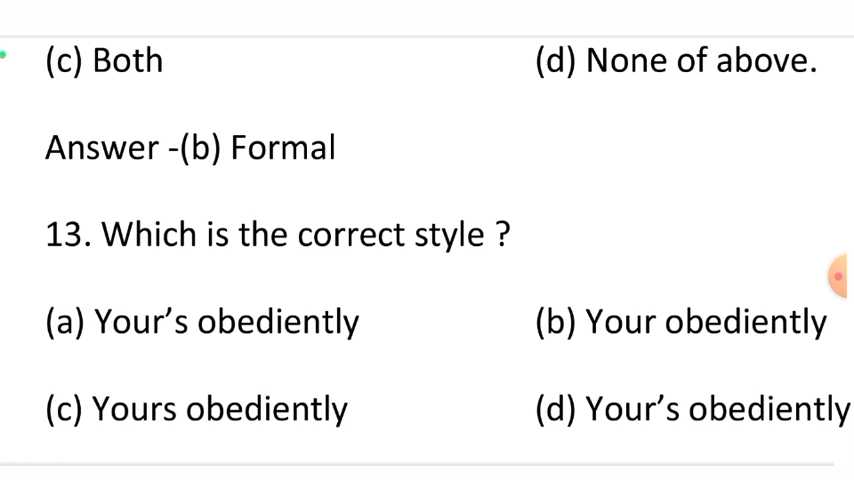 (c) Both (d) None of above.
Answer -(b) Formal
13. Which is the correct style ?
(a) Your’s obediently (b) Your obediently
(c) Yours obediently (d) Your’s obediently